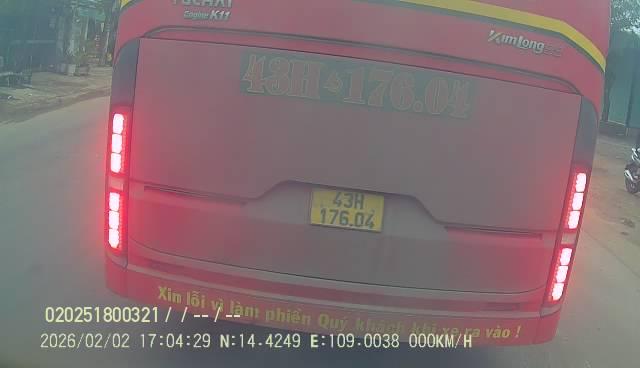 YUCHAI
Engine K11
KIMLONG
43H-176.04
43H
176.04
Xin lỗi vì làm phiền Quý khách khi xe ra vào !
020251800321/ / -- / --
2026/02/02 17:04:29 N:14.4249 E:109.0038 000KM/H